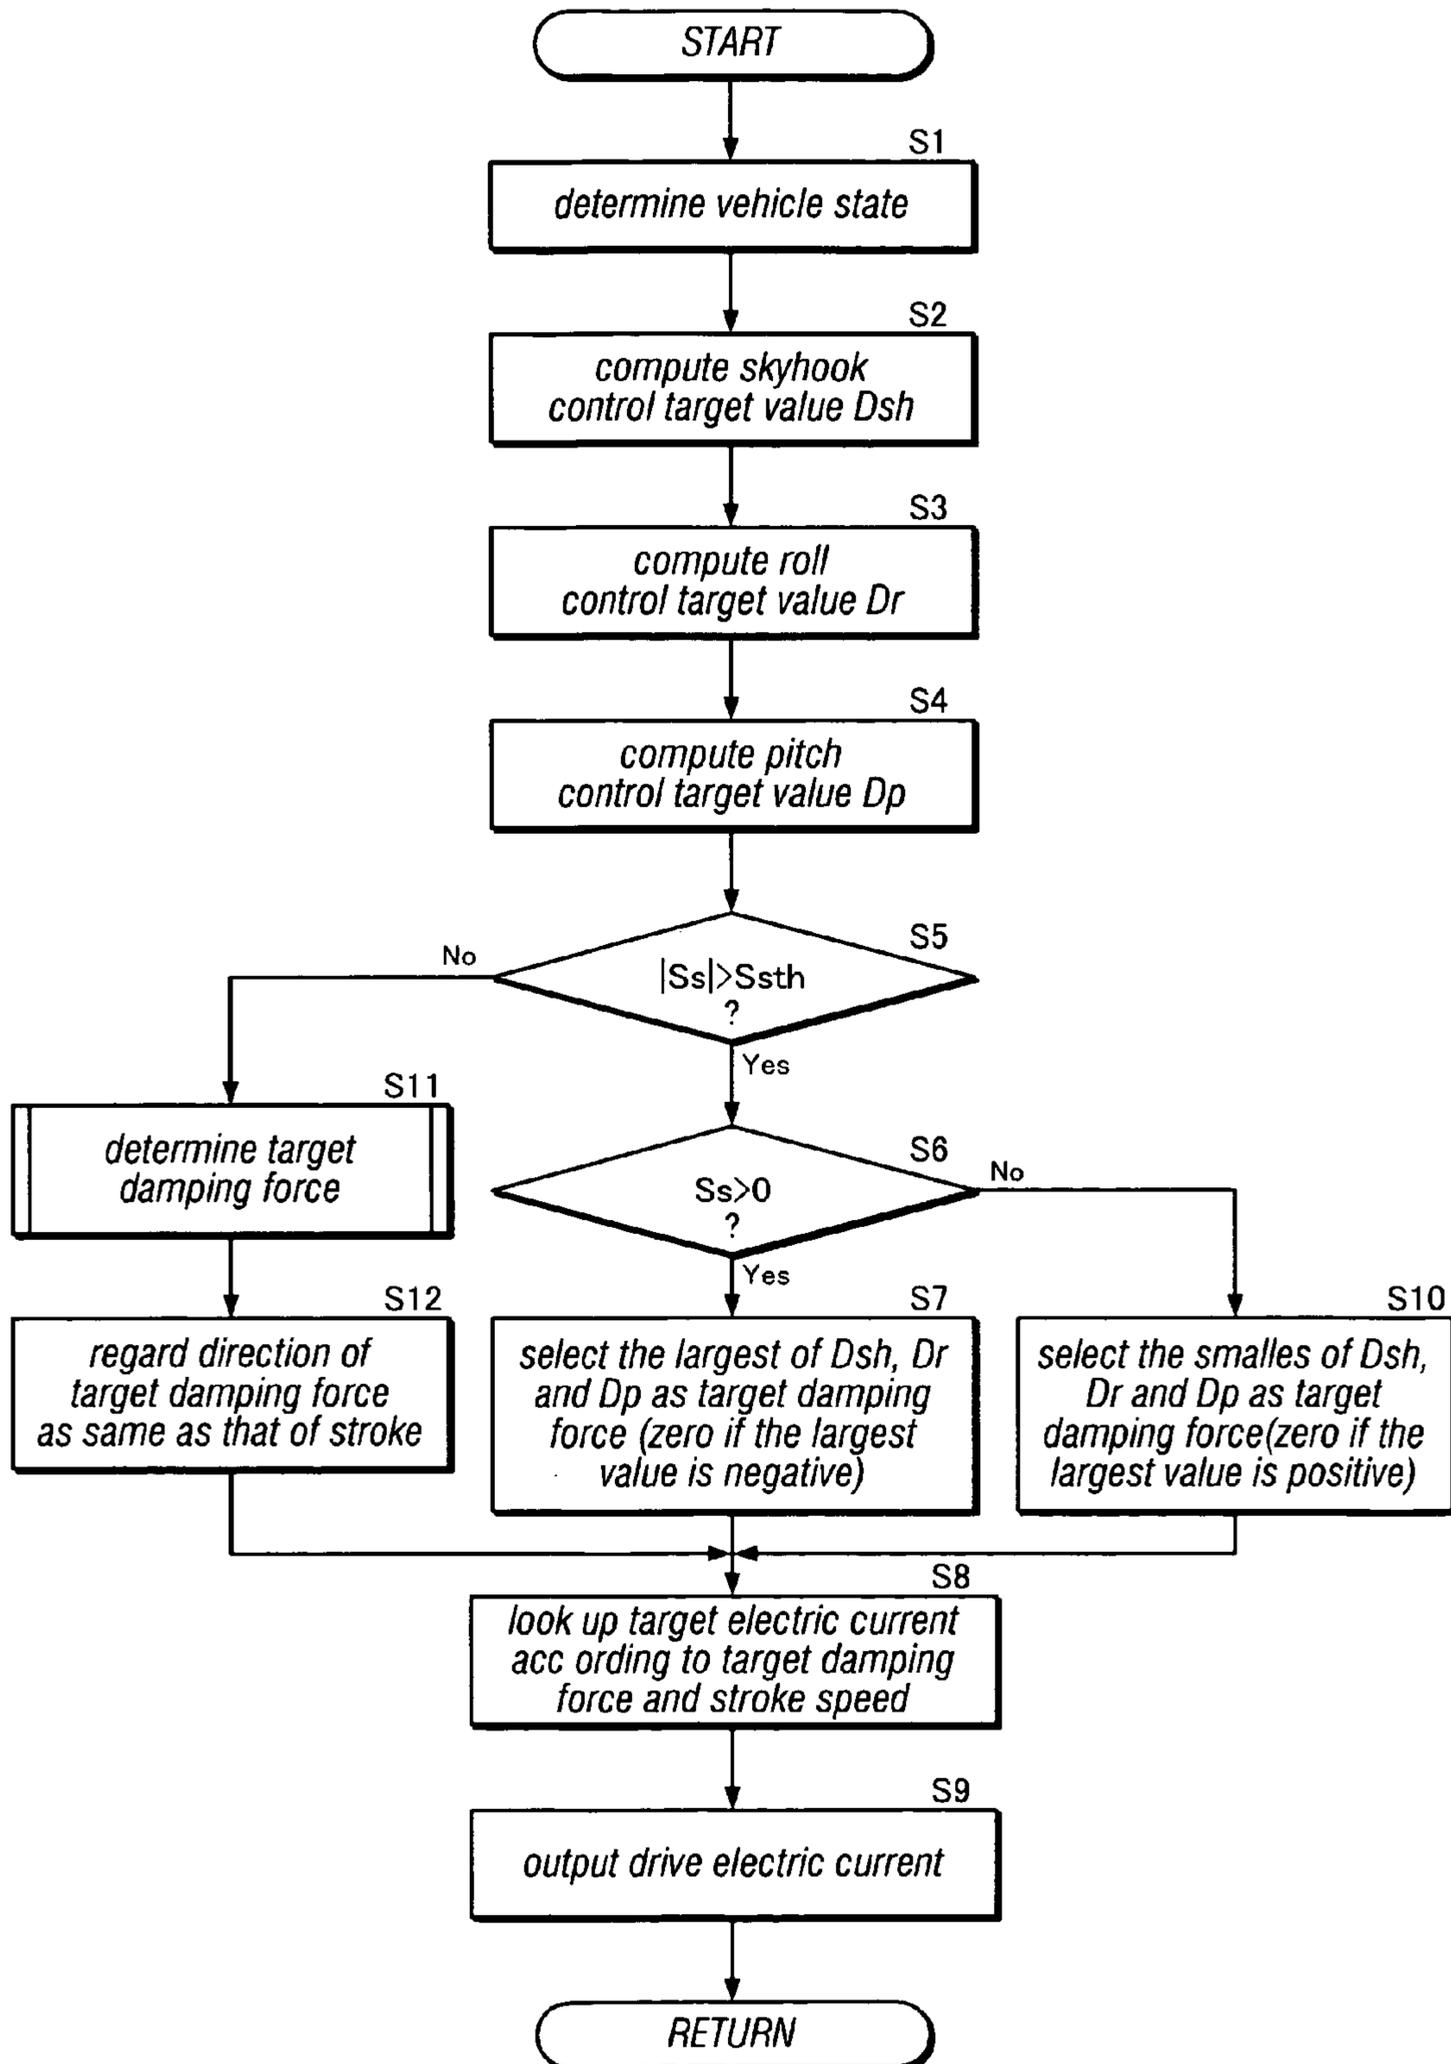 START
S1
determine vehicle state
S2
compute skyhook
control target value Dsh
S3
compute roll
control target value Dr
S4
compute pitch
control target value Dp
S5
|Ss|>Ssth
?
No
Yes
S6
Ss>0
?
No
Yes
S11
determine target
damping force
S12
regard direction of
target damping force
as same as that of stroke
S7
select the largest of Dsh, Dr
and Dp as target damping
force (zero if the largest
value is negative)
S10
select the smalles of Dsh,
Dr and Dp as target
damping force(zero if the
largest value is positive)
S8
look up target electric current
acc ording to target damping
force and stroke speed
S9
output drive electric current
RETURN